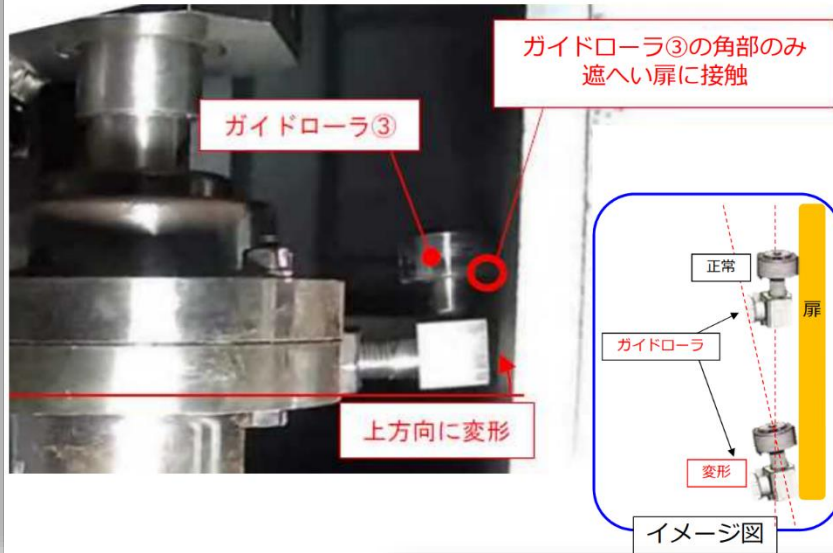 ガイドローラ③の角部のみ
遮へい扉に接触
ガイドローラ③
上方向に変形
正常
扉
ガイドローラ
変形
イメージ図